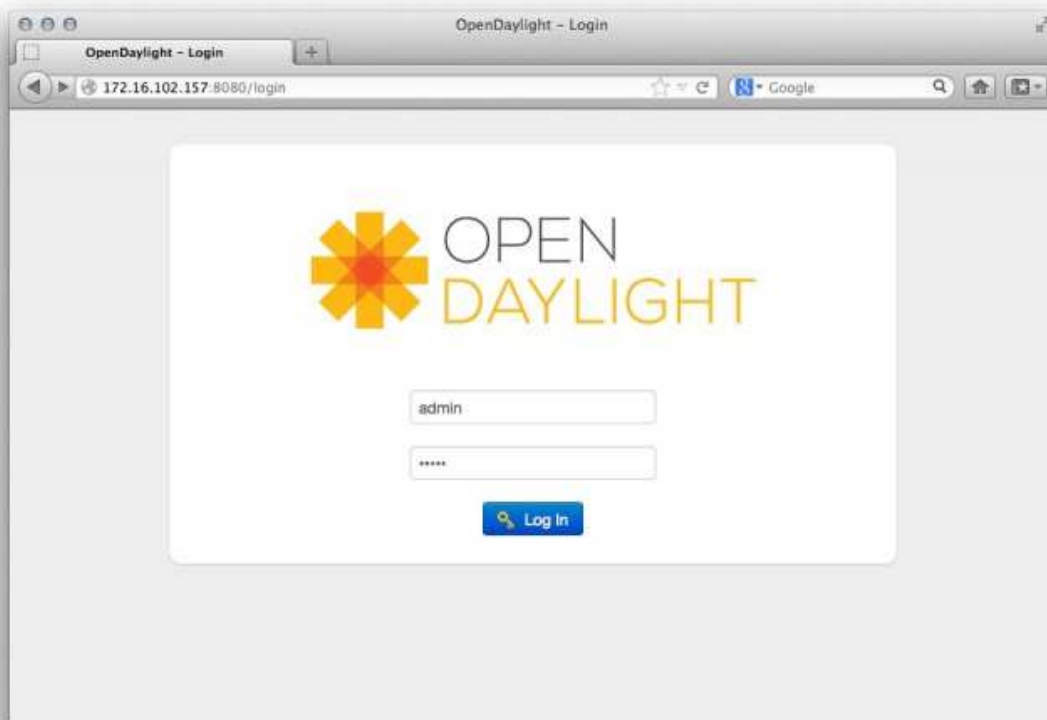 OpenDaylight – Login
OpenDaylight – Login
172.16.102.157:8080/login
Google
OPEN
DAYLIGHT
admin
•••••
Log In